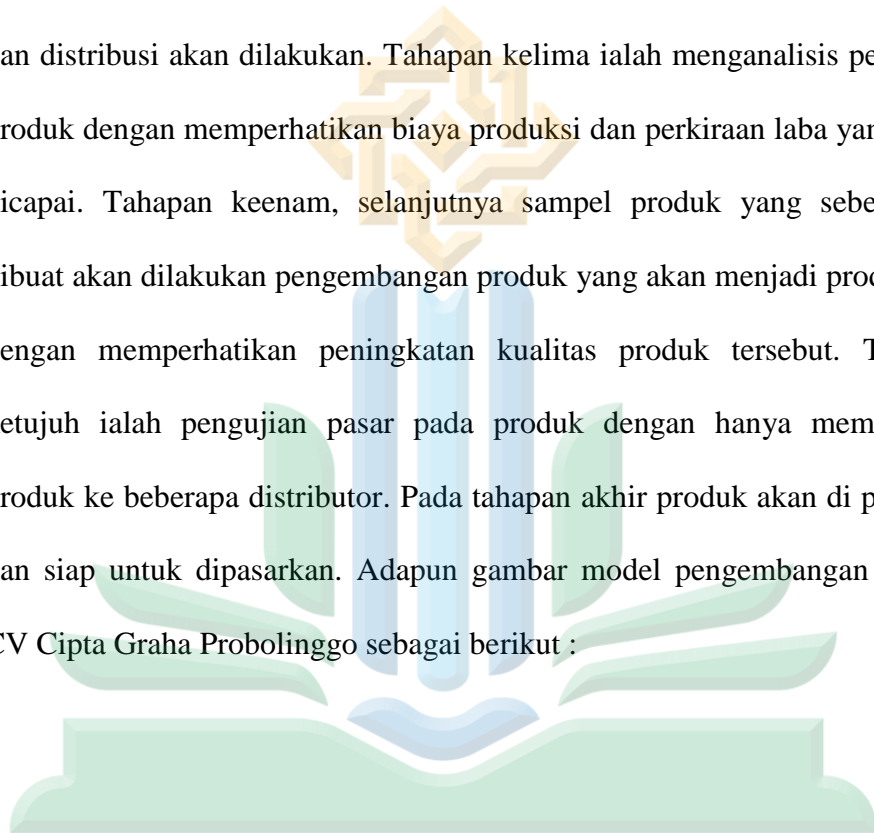 an distribusi akan dilakukan. Tahapan kelima ialah menganalisis pe
roduk dengan memperhatikan biaya produksi dan perkiraan laba yan
icapai. Tahapan keenam, selanjutnya sampel produk yang sebe
ibuat akan dilakukan pengembangan produk yang akan menjadi prod
engan memperhatikan peningkatan kualitas produk tersebut. T
etujuh ialah pengujian pasar pada produk dengan hanya mem
roduk ke beberapa distributor. Pada tahapan akhir produk akan di p
an siap untuk dipasarkan. Adapun gambar model pengembangan
CV Cipta Graha Probolinggo sebagai berikut :